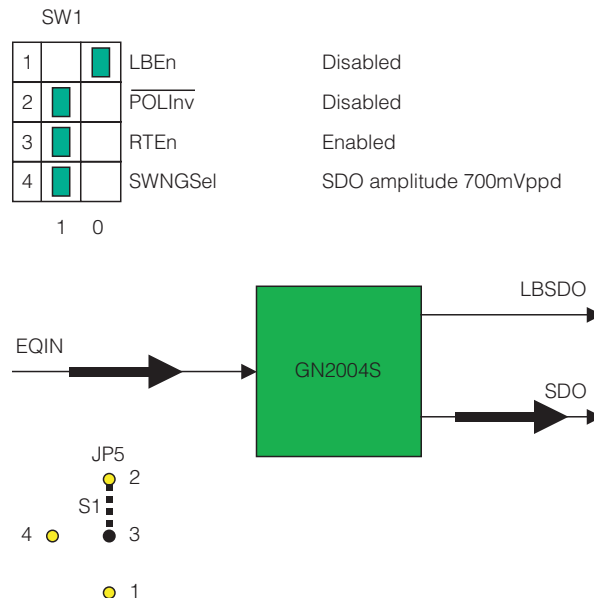 SW1
1 LBEn Disabled
2 POLInv Disabled
3 RTEn Enabled
4 SWNGSel SDO amplitude 700mVppd
1 0
LBSDO
EQIN
GN2004S
SDO
JP5
2
S1
4 3
1